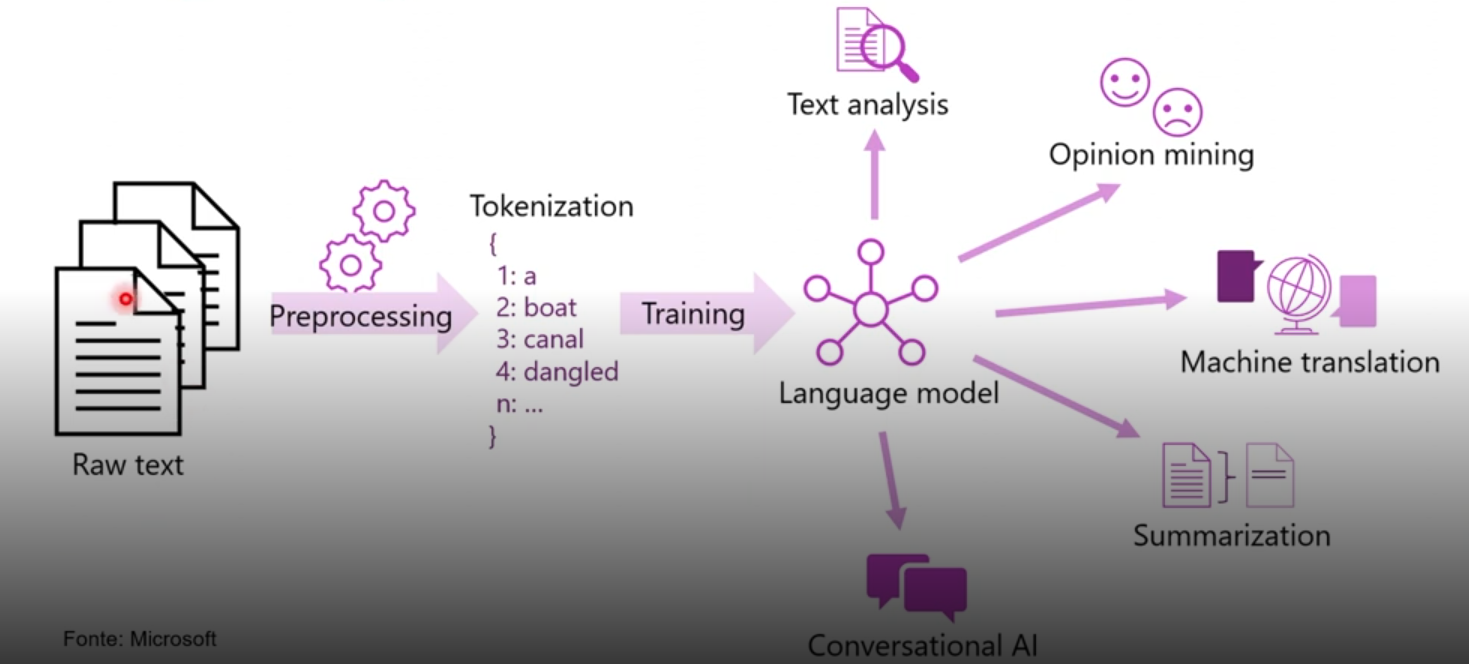 Text analysis
Opinion mining
Tokenization
{
1: a
2: boat
3: canal
4: dangled
n: ...
}
Preprocessing
Training
Language model
Machine translation
Raw text
Summarization
Conversational AI
Fonte: Microsoft